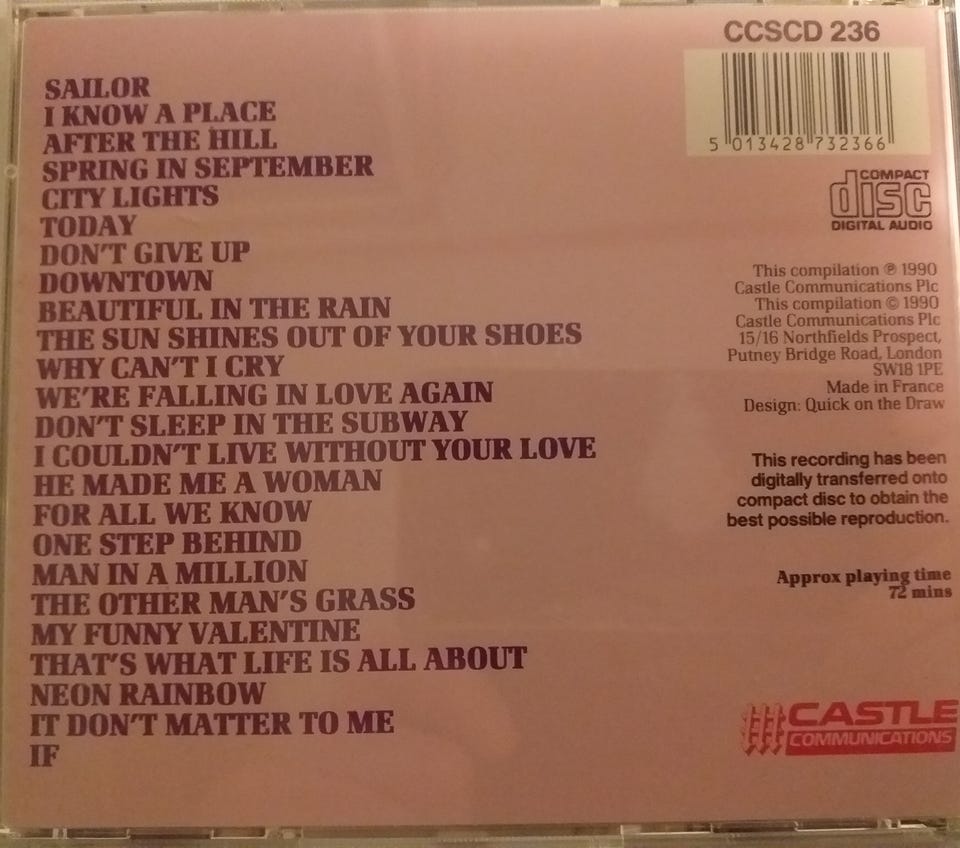 SAILOR
I KNOW A PLACE
AFTER THE HILL
SPRING IN SEPTEMBER
CITY LIGHTS
TODAY
DON'T GIVE UP
DOWNTOWN
BEAUTIFUL IN THE RAIN
THE SUN SHINES OUT OF YOUR SHOES
WHY CAN'T I CRY
WE'RE FALLING IN LOVE AGAIN
DON'T SLEEP IN THE SUBWAY
I COULDN'T LIVE WITHOUT YOUR LOVE
HE MADE ME A WOMAN
FOR ALL WE KNOW
ONE STEP BEHIND
MAN IN A MILLION
THE OTHER MAN'S GRASS
MY FUNNY VALENTINE
THAT'S WHAT LIFE IS ALL ABOUT
NEON RAINBOW
IT DON'T MATTER TO ME
IF
CCSCD 236
5 013428 732366
COMPACT
disc
DIGITAL AUDIO
This compilation ℗ 1990
Castle Communications Plc
This compilation © 1990
Castle Communications Plc
15/16 Northfields Prospect,
Putney Bridge Road, London
SW18 1PE
Made in France
Design: Quick on the Draw
This recording has been
digitally transferred onto
compact disc to obtain the
best possible reproduction.
Approx playing time
72 mins
CASTLE
COMMUNICATIONS